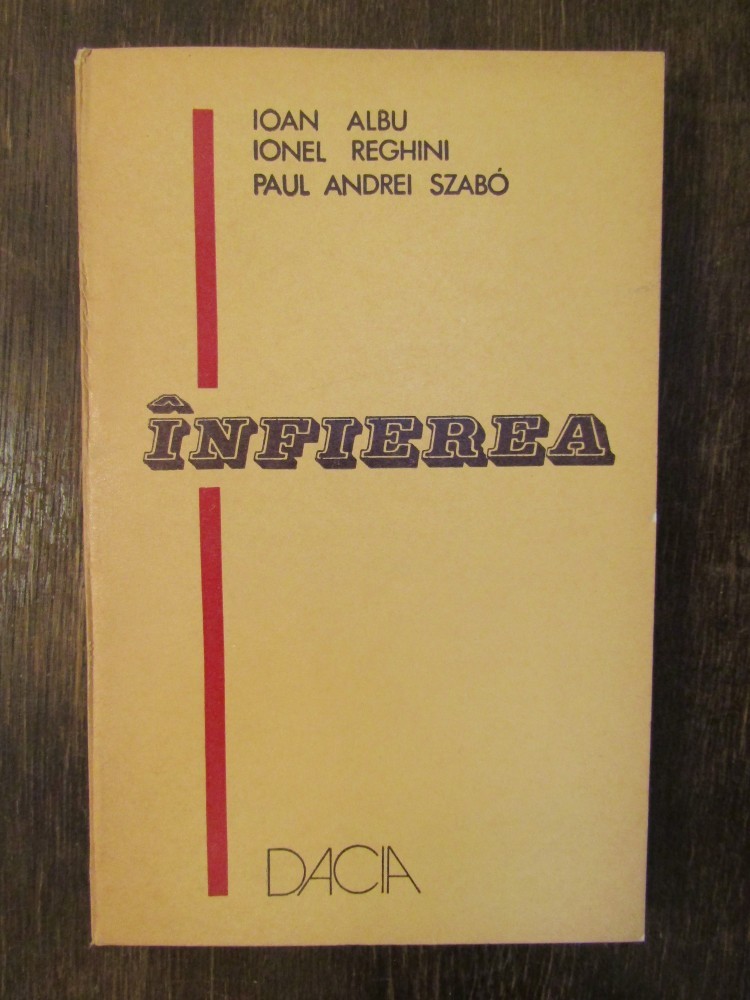 IOAN ALBU
IONEL REGHINI
PAUL ANDREI SZABÓ
ÎNFIEREA
DACIA